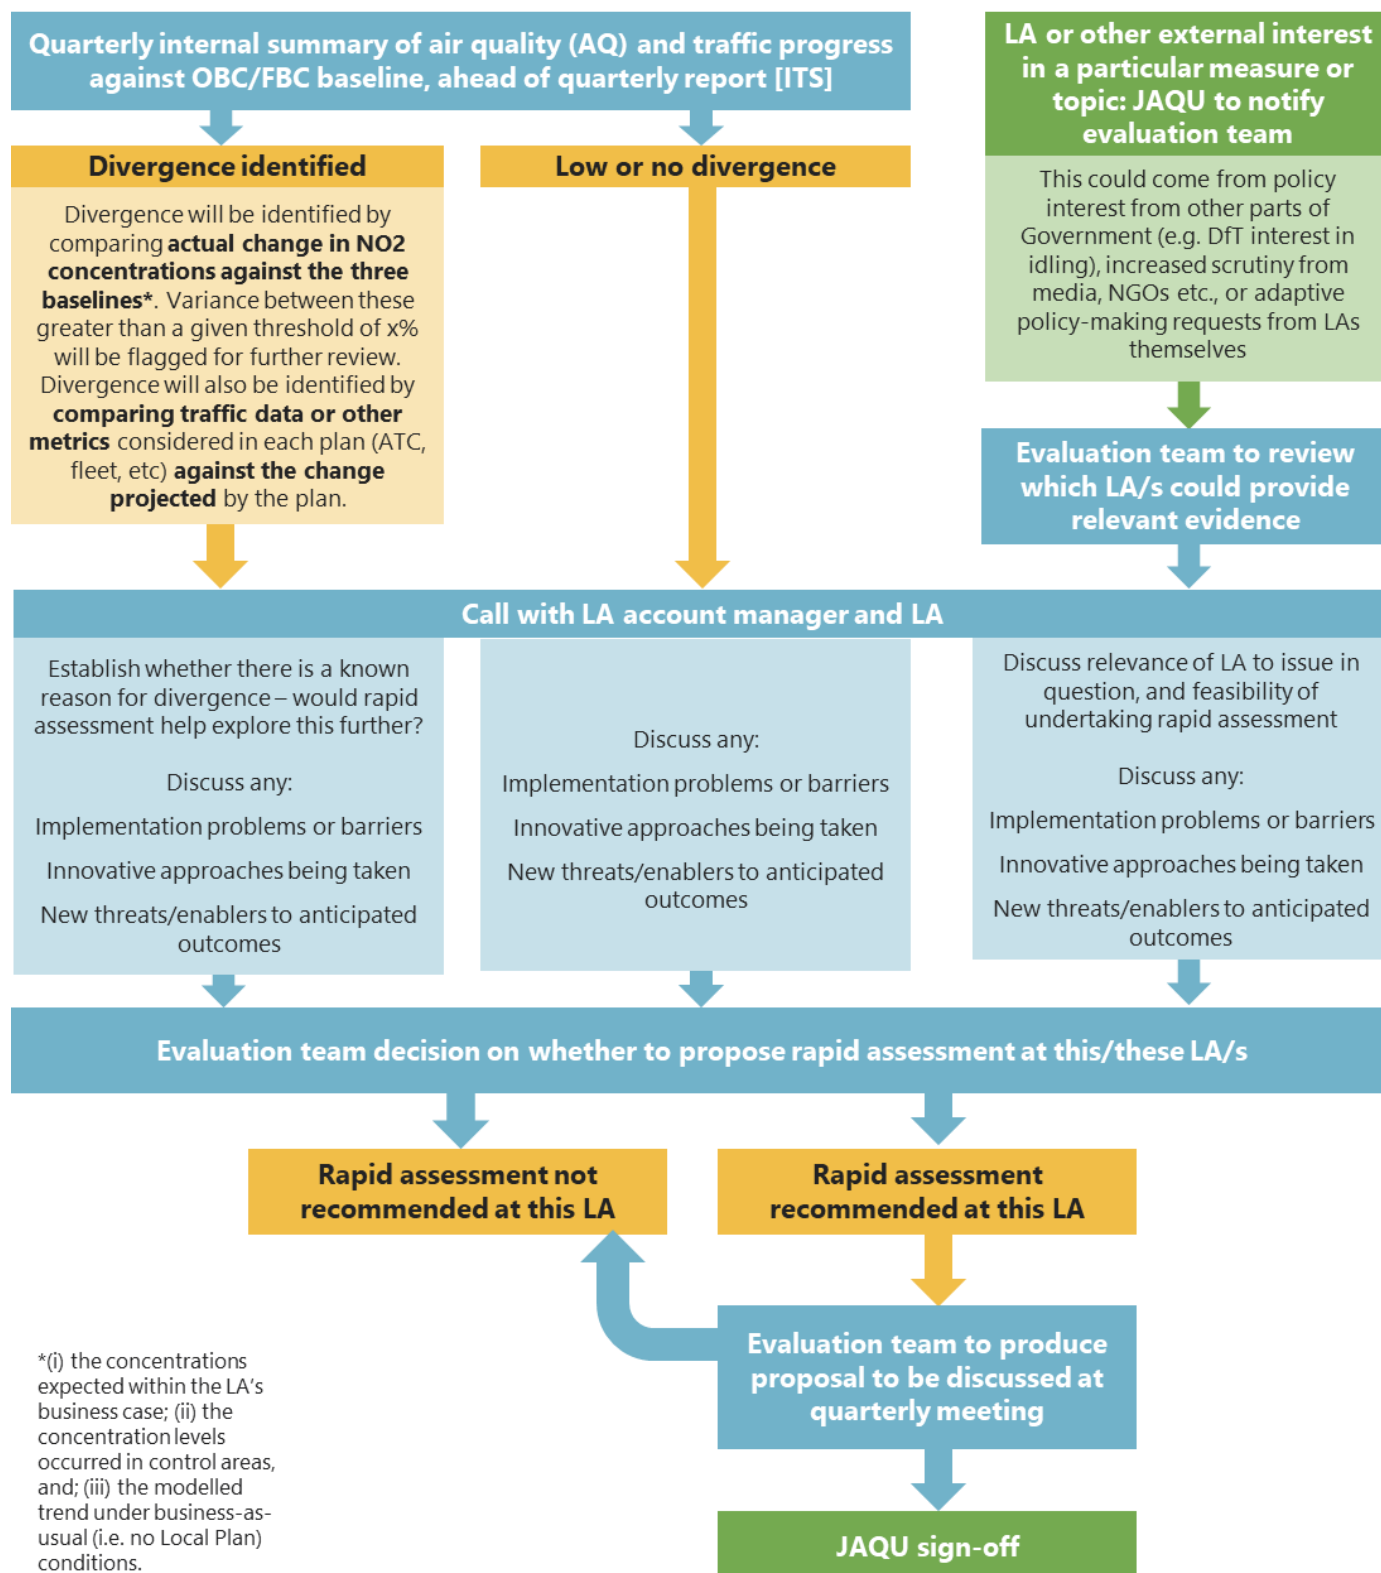 Quarterly internal summary of air quality (AQ) and traffic progress
against OBC/FBC baseline, ahead of quarterly report [ITS]
LA or other external interest
in a particular measure or
topic: JAQU to notify
evaluation team
Divergence identified
Low or no divergence
Divergence will be identified by
comparing actual change in NO2
concentrations against the three
baselines*. Variance between these
greater than a given threshold of x%
will be flagged for further review.
Divergence will also be identified by
comparing traffic data or other
metrics considered in each plan (ATC,
fleet, etc) against the change
projected by the plan.
This could come from policy
interest from other parts of
Government (e.g. DfT interest in
idling), increased scrutiny from
media, NGOs etc., or adaptive
policy-making requests from LAs
themselves
Evaluation team to review
which LA/s could provide
relevant evidence
Call with LA account manager and LA
Establish whether there is a known
reason for divergence – would rapid
assessment help explore this further?
Discuss any:
Implementation problems or barriers
Innovative approaches being taken
New threats/enablers to anticipated
outcomes
Discuss any:
Implementation problems or barriers
Innovative approaches being taken
New threats/enablers to anticipated
outcomes
Discuss relevance of LA to issue in
question, and feasibility of
undertaking rapid assessment
Discuss any:
Implementation problems or barriers
Innovative approaches being taken
New threats/enablers to anticipated
outcomes
Evaluation team decision on whether to propose rapid assessment at this/these LA/s
Rapid assessment not
recommended at this LA
Rapid assessment
recommended at this LA
Evaluation team to produce
proposal to be discussed at
quarterly meeting
JAQU sign-off
*(i) the concentrations
expected within the LA's
business case; (ii) the
concentration levels
occurred in control areas,
and; (iii) the modelled
trend under business-as-
usual (i.e. no Local Plan)
conditions.